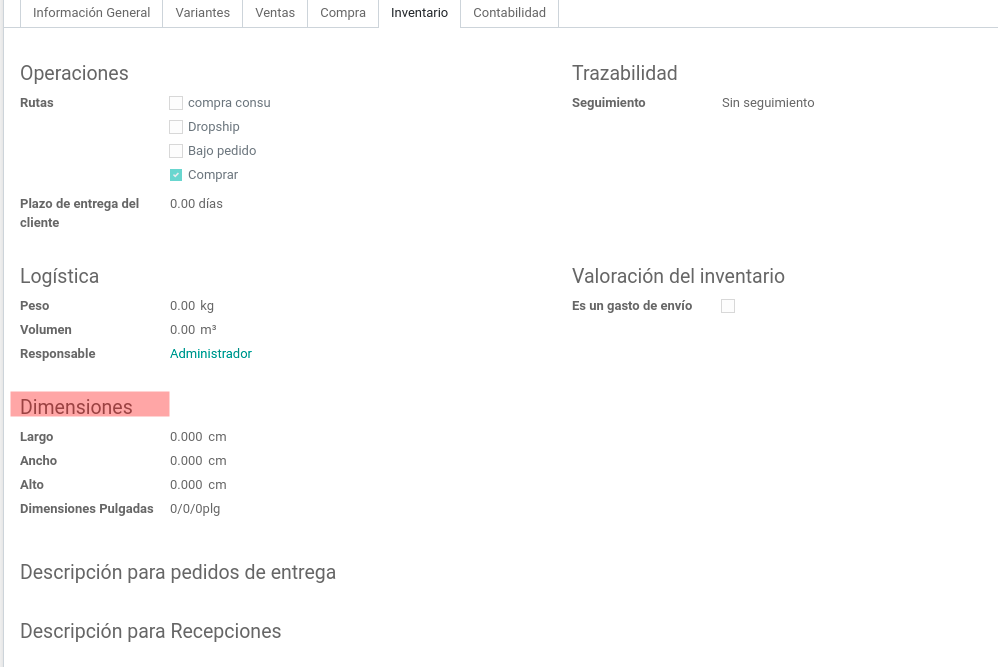 Información General Variantes Ventas Compra Inventario Contabilidad
Operaciones
Rutas
compra consu
Dropship
Bajo pedido
Comprar
Plazo de entrega del
cliente
0.00 días
Trazabilidad
Seguimiento Sin seguimiento
Logística
Peso 0.00 kg
Volumen 0.00 m³
Responsable Administrador
Valoración del inventario
Es un gasto de envío
Dimensiones
Largo 0.000 cm
Ancho 0.000 cm
Alto 0.000 cm
Dimensiones Pulgadas 0/0/0plg
Descripción para pedidos de entrega
Descripción para Recepciones